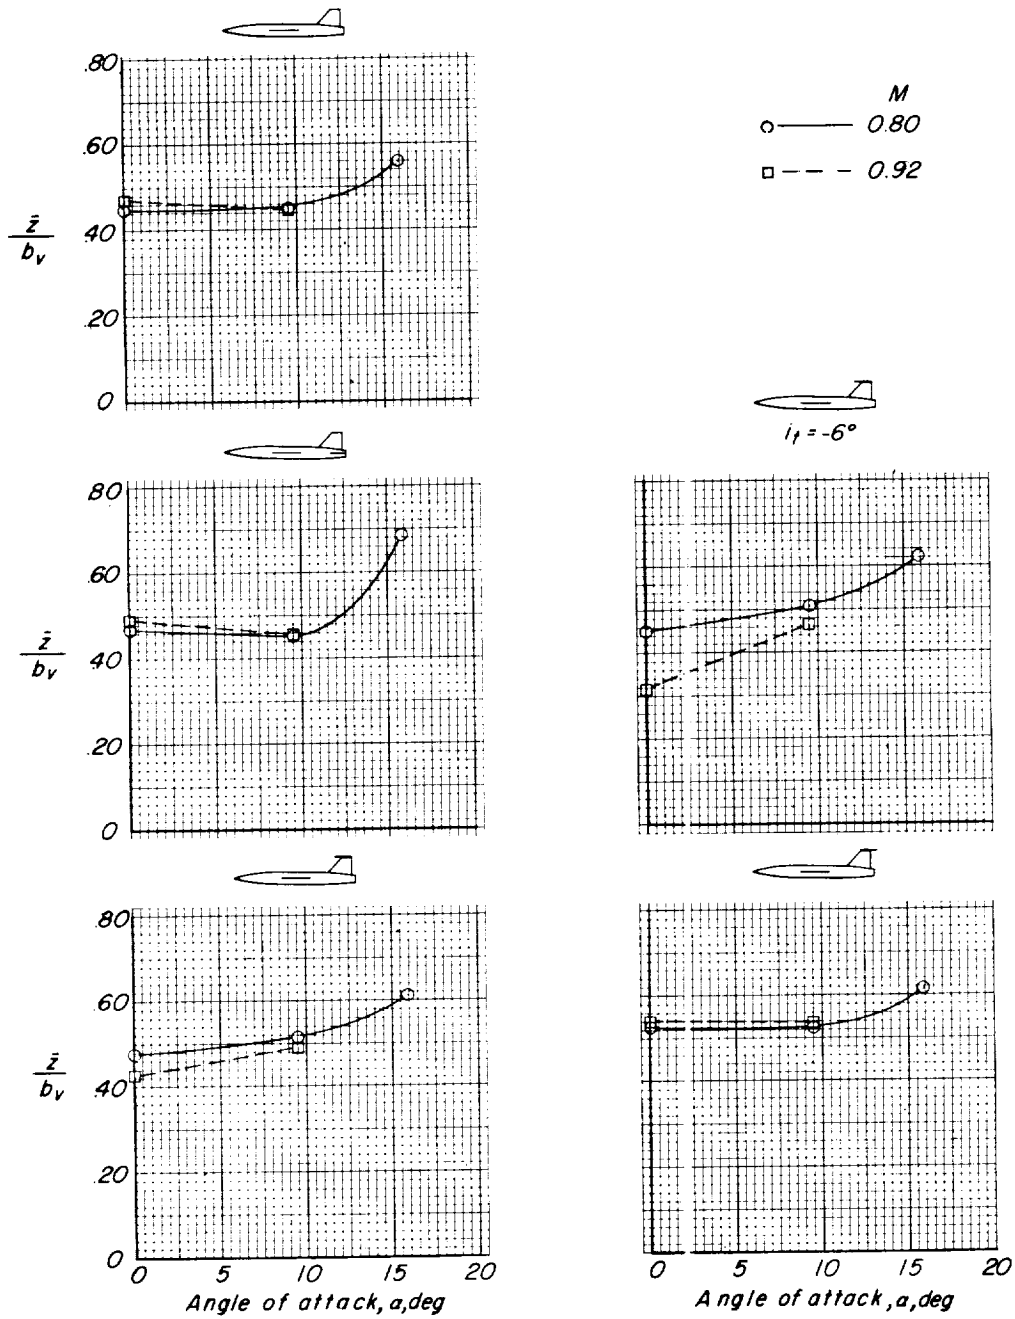 .80
.60
.40
.20
0
z̄
b_v
M
0.80
0.92
.80
.60
.40
.20
0
z̄
b_v
i_t = -6°
.80
.60
.40
.20
0
z̄
b_v
0 5 10 15 20
Angle of attack, α, deg
0 5 10 15 20
Angle of attack, α, deg